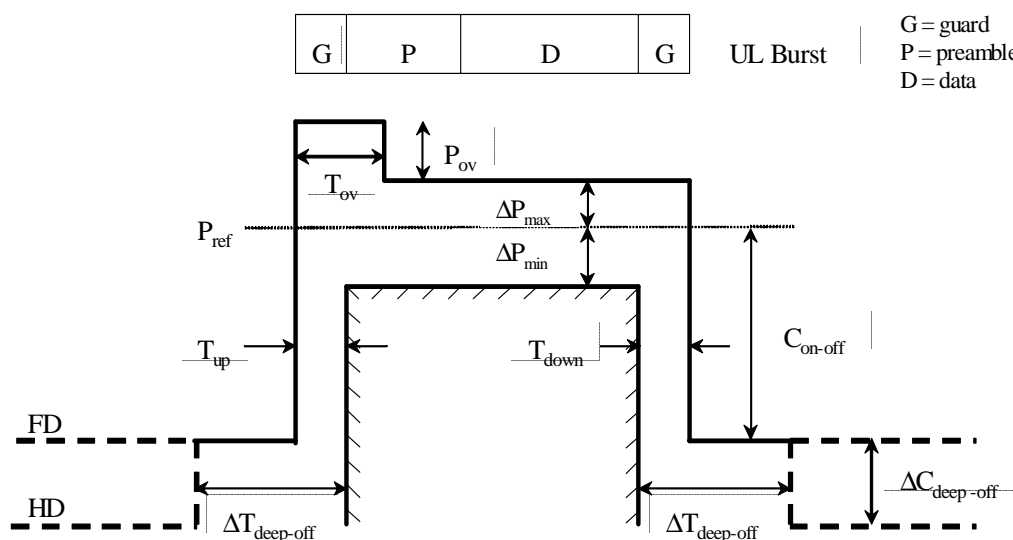 G P D G UL Burst
G = guard
P = preamble
D = data
P_ov
T_ov
ΔP_max
P_ref
ΔP_min
T_up
T_down
C_on-off
FD
HD
ΔC_deep-off
ΔT_deep-off
ΔT_deep-off